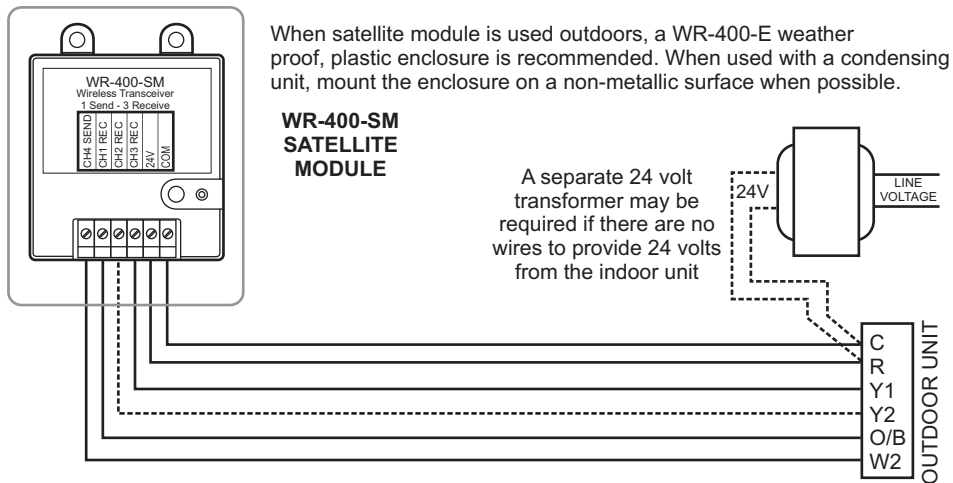 When satellite module is used outdoors, a WR-400-E weather
proof, plastic enclosure is recommended. When used with a condensing
unit, mount the enclosure on a non-metallic surface when possible.
WR-400-SM
Wireless Transceiver
1 Send - 3 Receive
CH4 SEND
CH1 REC
CH2 REC
CH3 REC
24V
COM
WR-400-SM
SATELLITE
MODULE
A separate 24 volt
transformer may be
required if there are no
wires to provide 24 volts
from the indoor unit
24V
LINE
VOLTAGE
C
R
Y1
Y2
O/B
W2
OUTDOOR UNIT